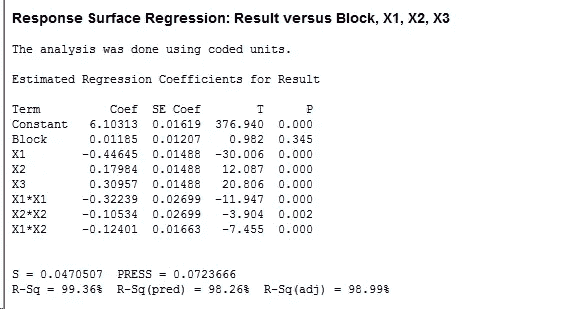 Response Surface Regression: Result versus Block, X1, X2, X3
The analysis was done using coded units.
Estimated Regression Coefficients for Result
Term Coef SE Coef T P
Constant 6.10313 0.01619 376.940 0.000
Block 0.01185 0.01207 0.982 0.345
X1 -0.44645 0.01488 -30.006 0.000
X2 0.17984 0.01488 12.087 0.000
X3 0.30957 0.01488 20.806 0.000
X1*X1 -0.32239 0.02699 -11.947 0.000
X2*X2 -0.10534 0.02699 -3.904 0.002
X1*X2 -0.12401 0.01663 -7.455 0.000
S = 0.0470507 PRESS = 0.0723666
R-Sq = 99.36% R-Sq(pred) = 98.26% R-Sq(adj) = 98.99%